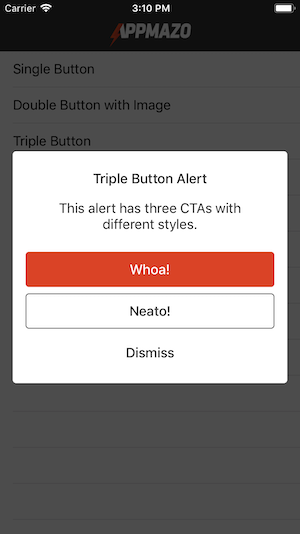 Carrier 3:10 PM
APPMAZO
Single Button
Double Button with Image
Triple Button
Triple Button Alert
This alert has three CTAs with
different styles.
Whoa!
Neato!
Dismiss